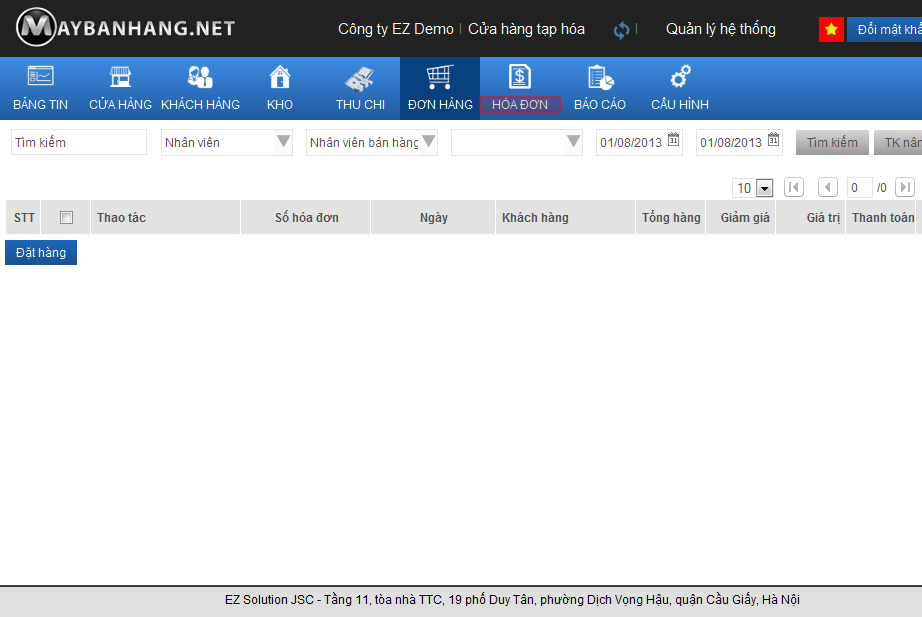 MAYBANHANG.NET
Công ty EZ Demo Cửa hàng tạp hóa Quản lý hệ thống Đổi mật khẩ
BẢNG TIN CỬA HÀNG KHÁCH HÀNG KHO THU CHI ĐƠN HÀNG HÓA ĐƠN BÁO CÁO CẤU HÌNH
Tìm kiếm Nhân viên Nhân viên bán hàng 01/08/2013 01/08/2013 Tìm kiếm TK nân
10 0 /0
STT Thao tác Số hóa đơn Ngày Khách hàng Tổng hàng Giảm giá Giá trị Thanh toán
Đặt hàng
EZ Solution JSC - Tầng 11, tòa nhà TTC, 19 phố Duy Tân, phường Dịch Vọng Hậu, quận Cầu Giấy, Hà Nội